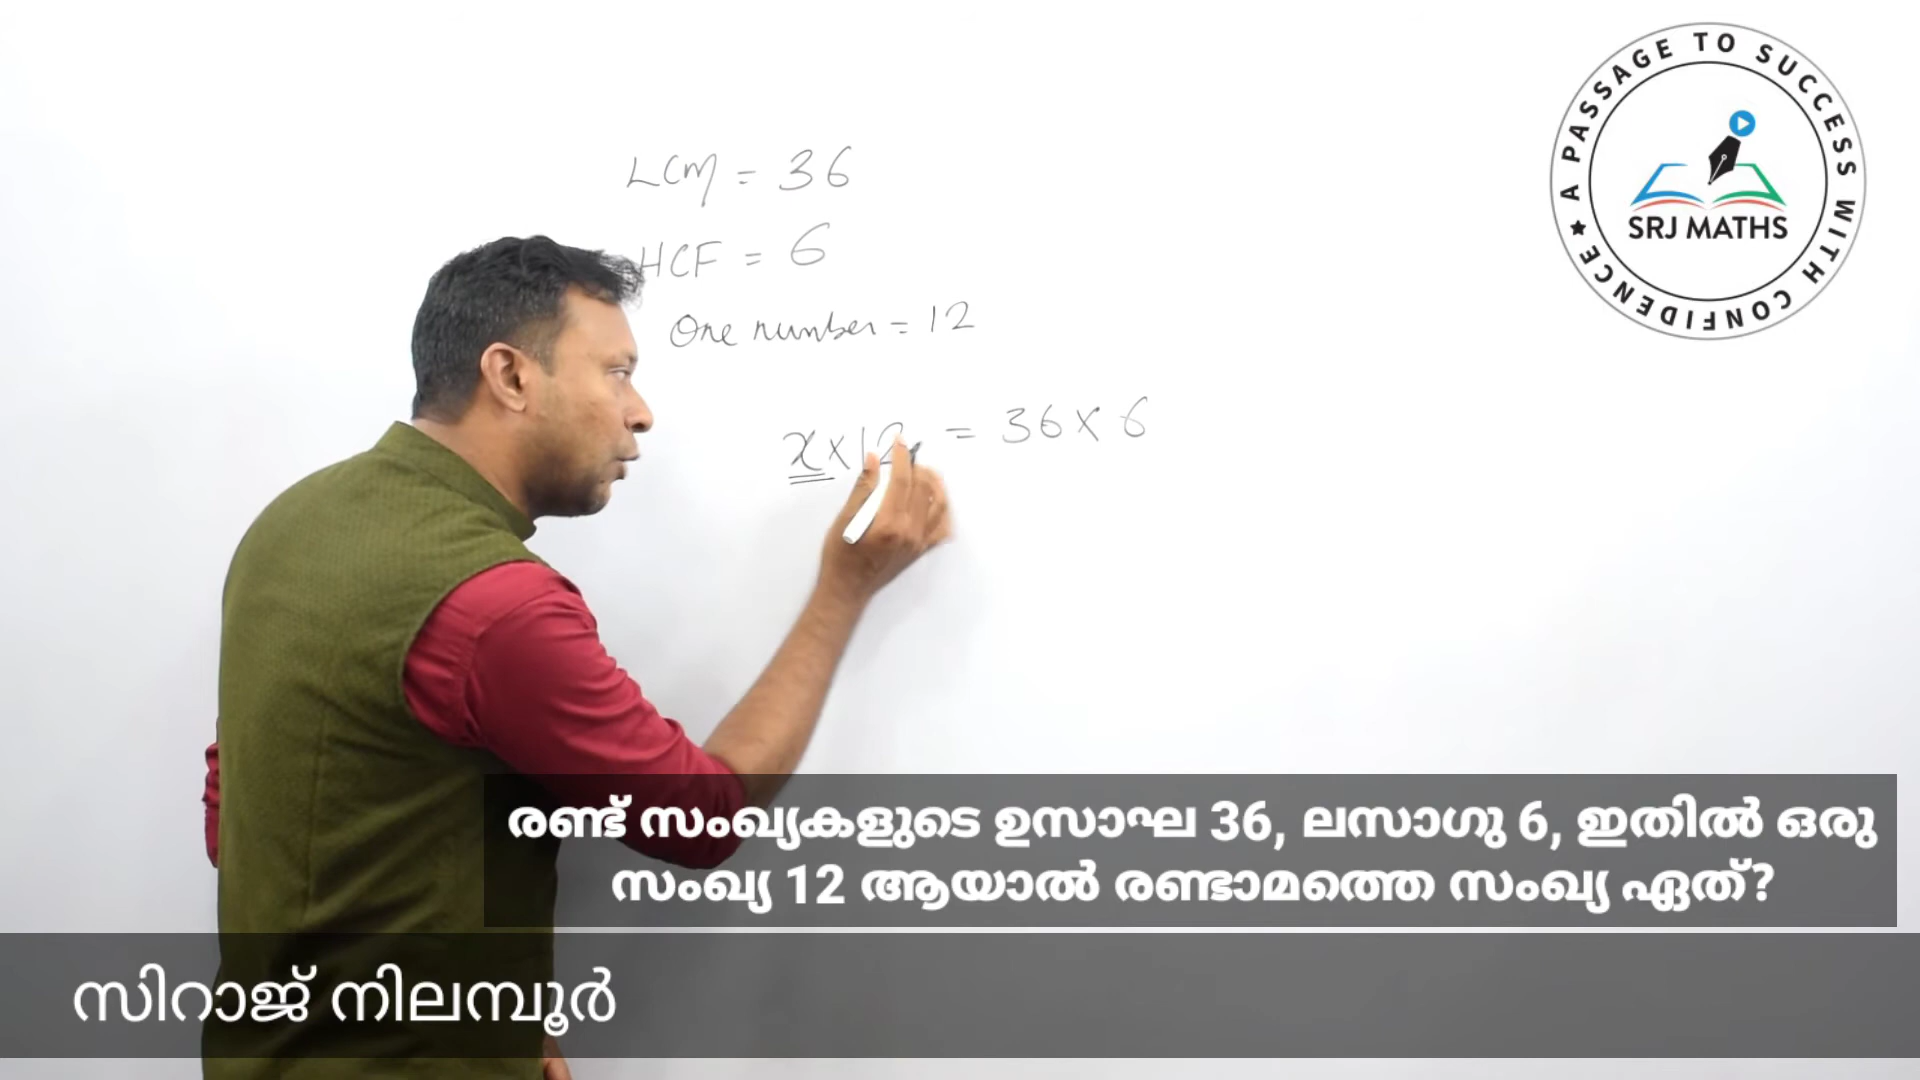 LCM = 36
HCF = 6
One number = 12
x × 12 = 36 × 6
A PASSAGE TO SUCCESS WITH CONFIDENCE ★
SRJ MATHS
രണ്ട് സംഖ്യകളുടെ ഉസാഘ 36, ലസാഗു 6, ഇതിൽ ഒരു
സംഖ്യ 12 ആയാൽ രണ്ടാമത്തെ സംഖ്യ ഏത്?
സിറാജ് നിലമ്പൂർ